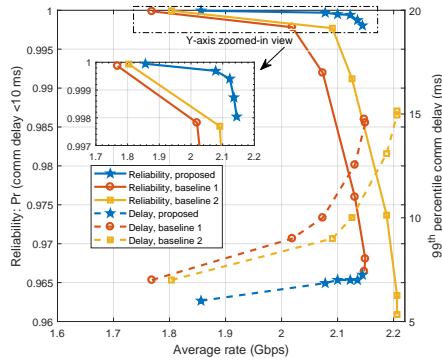 1
0.995
0.99
0.985
0.98
0.975
0.97
0.965
0.96
Reliability: Pr (comm delay <10 ms)
20
15
10
5
99th percentile comm delay (ms)
Y-axis zoomed-in view
1
0.999
0.998
0.997
1.7 1.8 1.9 2 2.1 2.2
Reliability, proposed
Reliability, baseline 1
Reliability, baseline 2
Delay, proposed
Delay, baseline 1
Delay, baseline 2
1.6 1.7 1.8 1.9 2 2.1 2.2
Average rate (Gbps)